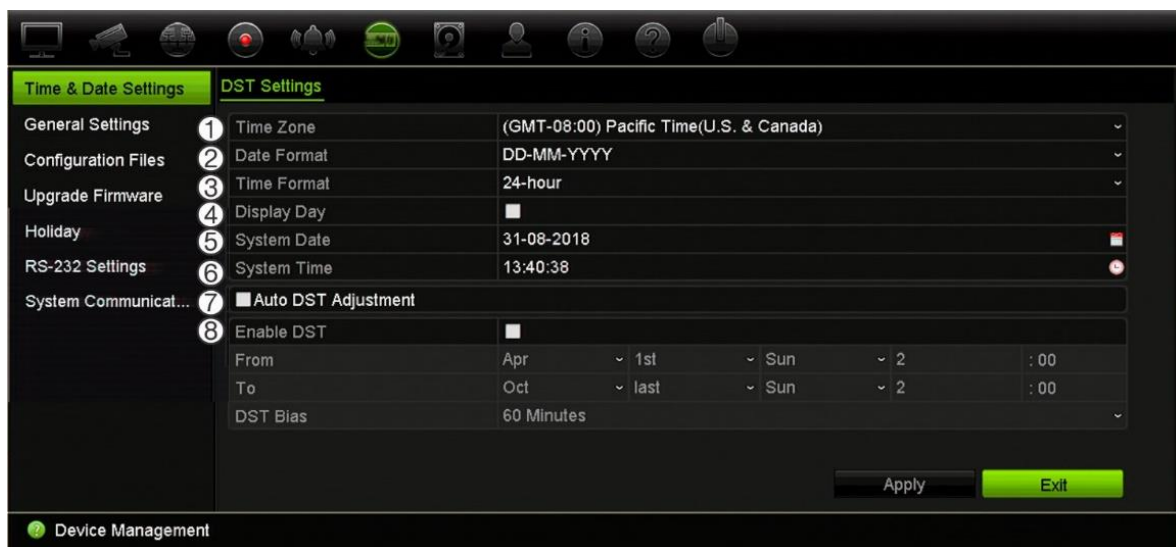 Time & Date Settings
DST Settings
General Settings
Configuration Files
Upgrade Firmware
Holiday
RS-232 Settings
System Communicat...
① Time Zone (GMT-08:00) Pacific Time(U.S. & Canada)
② Date Format DD-MM-YYYY
③ Time Format 24-hour
④ Display Day
⑤ System Date 31-08-2018
⑥ System Time 13:40:38
⑦ Auto DST Adjustment
⑧ Enable DST
From Apr 1st Sun 2 : 00
To Oct last Sun 2 : 00
DST Bias 60 Minutes
Apply Exit
? Device Management